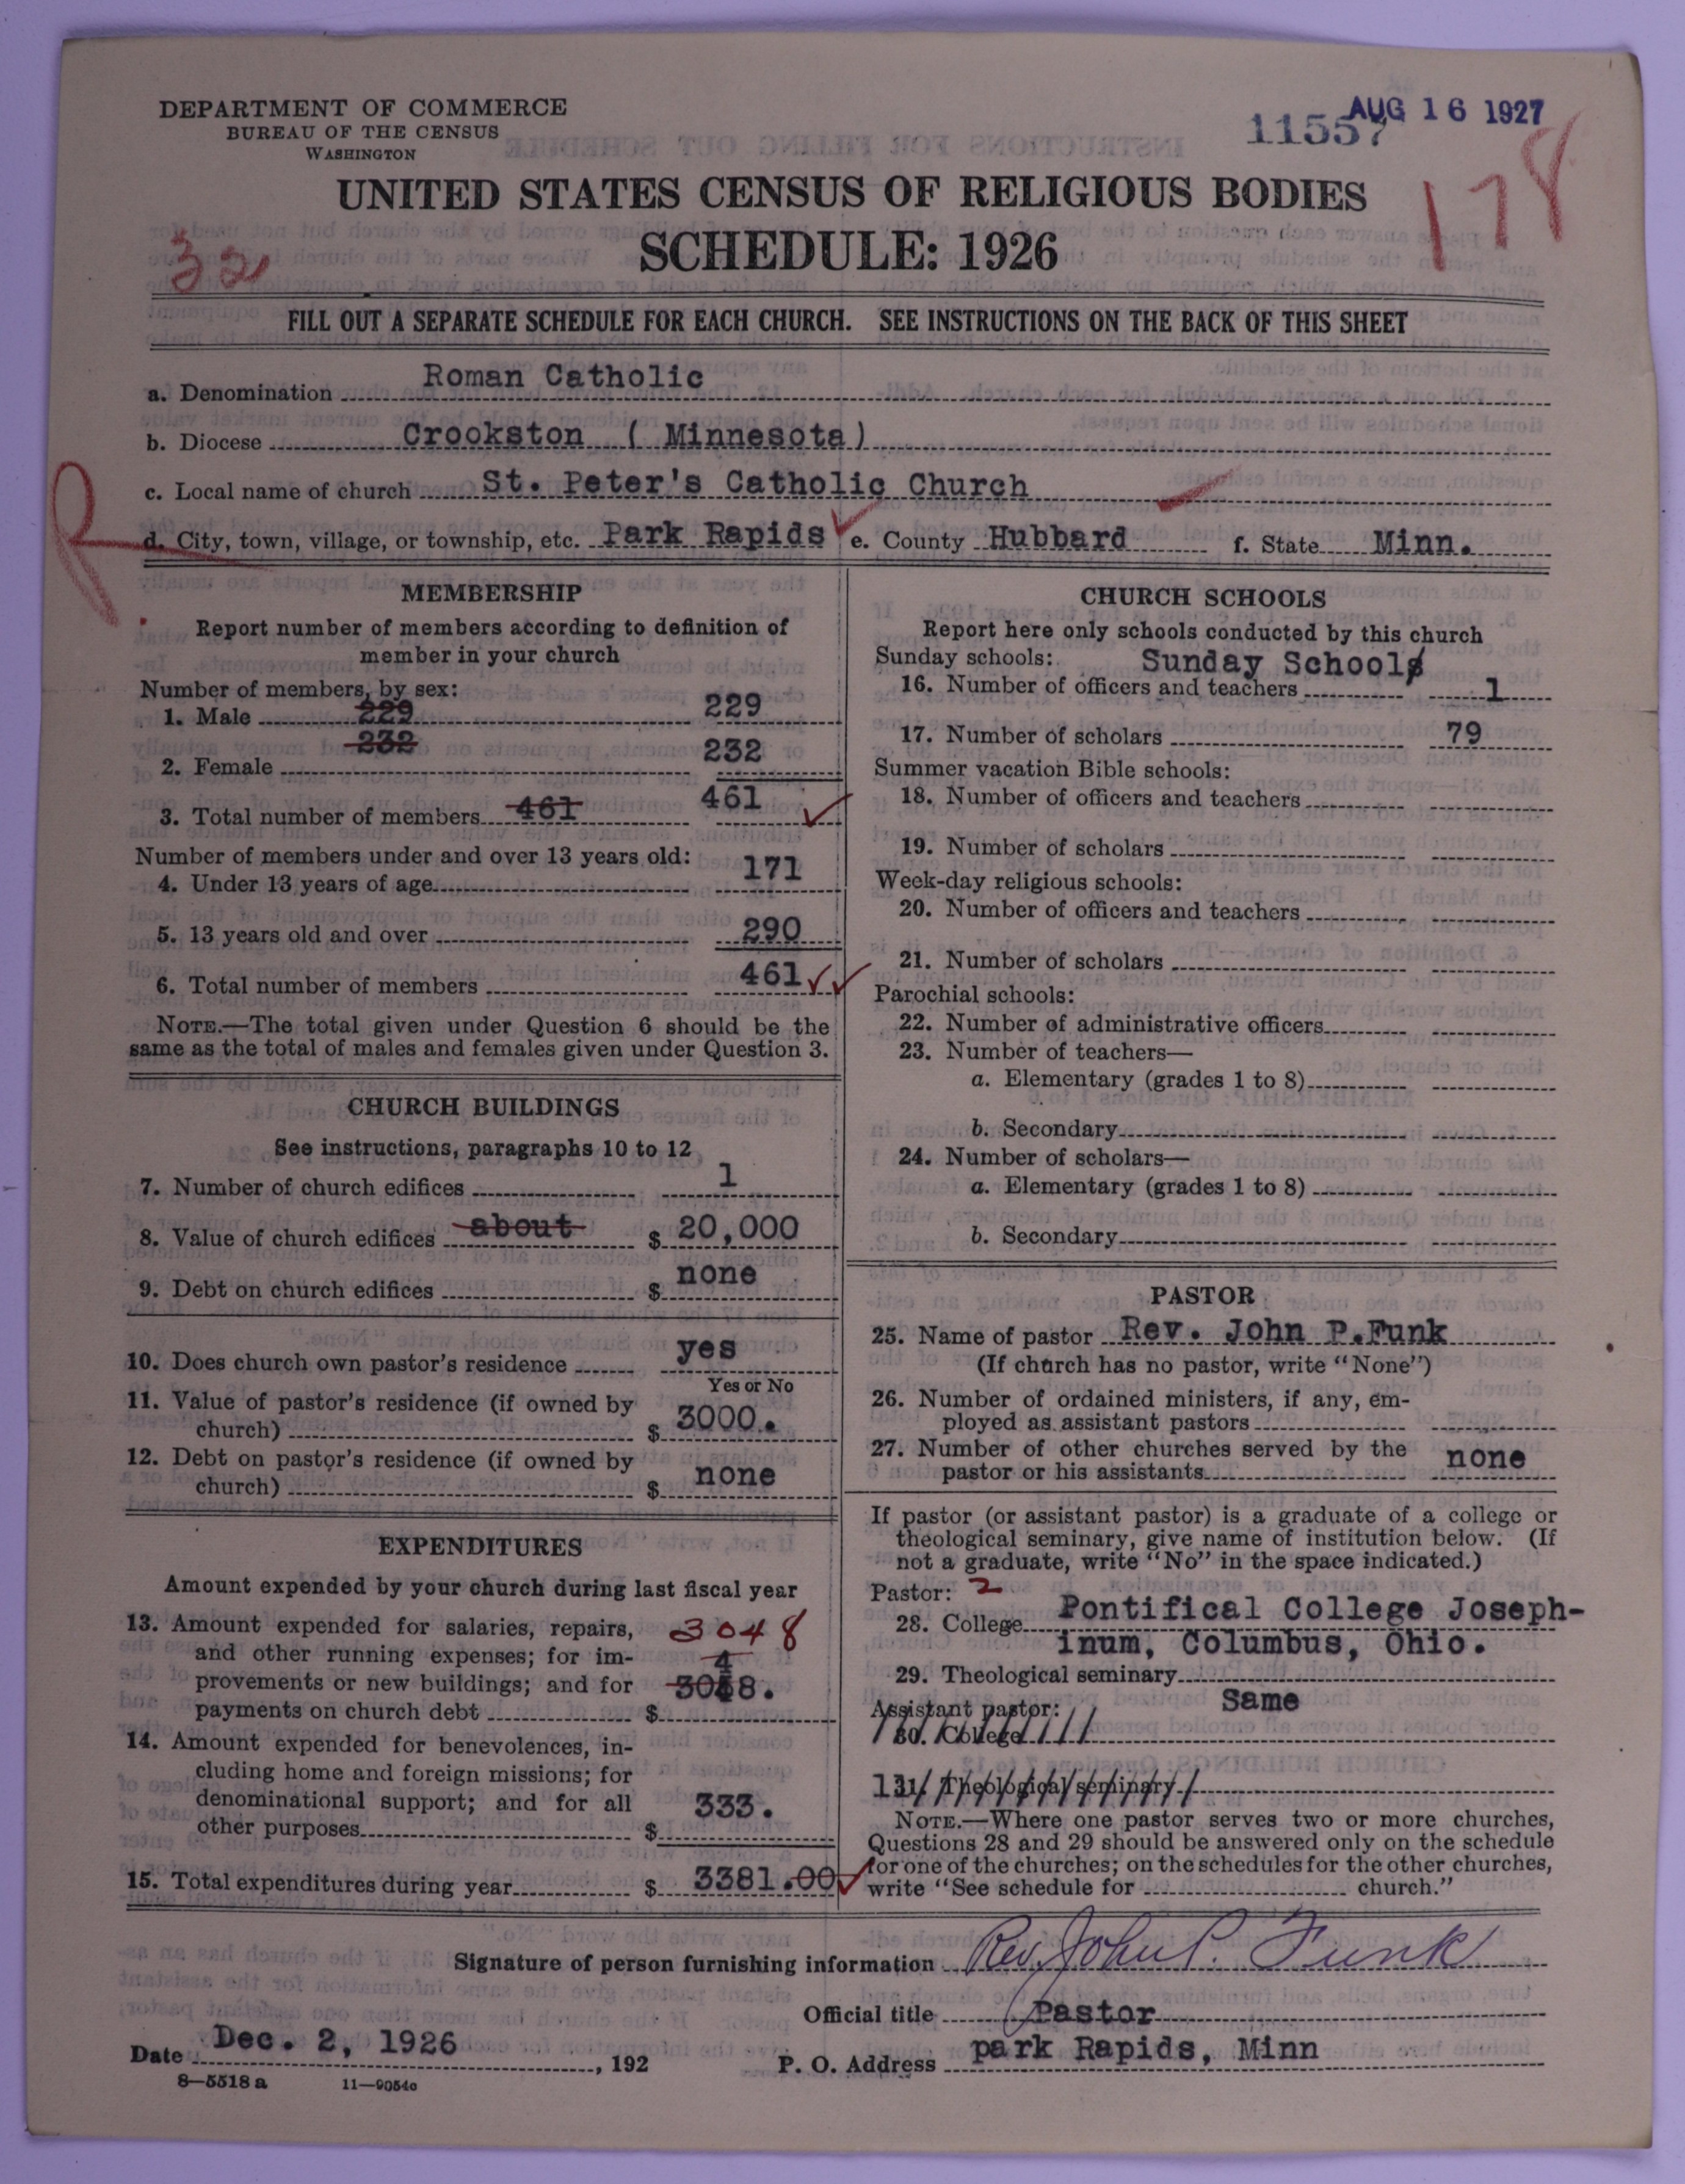 DEPARTMENT OF COMMERCE
BUREAU OF THE CENSUS
WASHINGTON
AUG 16 1927
11557
178
32
UNITED STATES CENSUS OF RELIGIOUS BODIES
SCHEDULE: 1926
FILL OUT A SEPARATE SCHEDULE FOR EACH CHURCH. SEE INSTRUCTIONS ON THE BACK OF THIS SHEET
a. Denomination Roman Catholic
b. Diocese Crookston ( Minnesota)
c. Local name of church St. Peter's Catholic Church
R
d. City, town, village, or township, etc. Park Rapids e. County Hubbard f. State Minn.
MEMBERSHIP
Report number of members according to definition of
member in your church
Number of members, by sex:
1. Male 229 229
2. Female 232 232
3. Total number of members 461 461
Number of members under and over 13 years old:
4. Under 13 years of age 171
5. 13 years old and over 290
6. Total number of members 461
NOTE.—The total given under Question 6 should be the
same as the total of males and females given under Question 3.
CHURCH BUILDINGS
See instructions, paragraphs 10 to 12
7. Number of church edifices 1
8. Value of church edifices about $ 20,000
9. Debt on church edifices $ none
10. Does church own pastor's residence yes
Yes or No
11. Value of pastor's residence (if owned by
church) $ 3000.
12. Debt on pastor's residence (if owned by
church) $ none
EXPENDITURES
Amount expended by your church during last fiscal year
13. Amount expended for salaries, repairs, 3048
and other running expenses; for im- 4
provements or new buildings; and for 3048.
payments on church debt $
14. Amount expended for benevolences, in-
cluding home and foreign missions; for
denominational support; and for all 333.
other purposes $
15. Total expenditures during year $ 3381.00
CHURCH SCHOOLS
Report here only schools conducted by this church
Sunday schools: Sunday Schools
16. Number of officers and teachers 1
17. Number of scholars 79
Summer vacation Bible schools:
18. Number of officers and teachers
19. Number of scholars
Week-day religious schools:
20. Number of officers and teachers
21. Number of scholars
Parochial schools:
22. Number of administrative officers
23. Number of teachers—
a. Elementary (grades 1 to 8)
b. Secondary
24. Number of scholars—
a. Elementary (grades 1 to 8)
b. Secondary
PASTOR
25. Name of pastor Rev. John P.Funk
(If church has no pastor, write "None")
26. Number of ordained ministers, if any, em-
ployed as assistant pastors
27. Number of other churches served by the none
pastor or his assistants
If pastor (or assistant pastor) is a graduate of a college or
theological seminary, give name of institution below. (If
not a graduate, write "No" in the space indicated.)
Pastor: 2
28. College Pontifical College Joseph-
inum, Columbus, Ohio.
29. Theological seminary
Assistant pastor: Same
30. College
31. Theological seminary
NOTE.—Where one pastor serves two or more churches,
Questions 28 and 29 should be answered only on the schedule
for one of the churches; on the schedules for the other churches,
write "See schedule for church."
Signature of person furnishing information Rev. John P. Funk
Official title Pastor
Date Dec. 2, 1926 , 192
P. O. Address park Rapids, Minn
8—5518 a 11—9054c